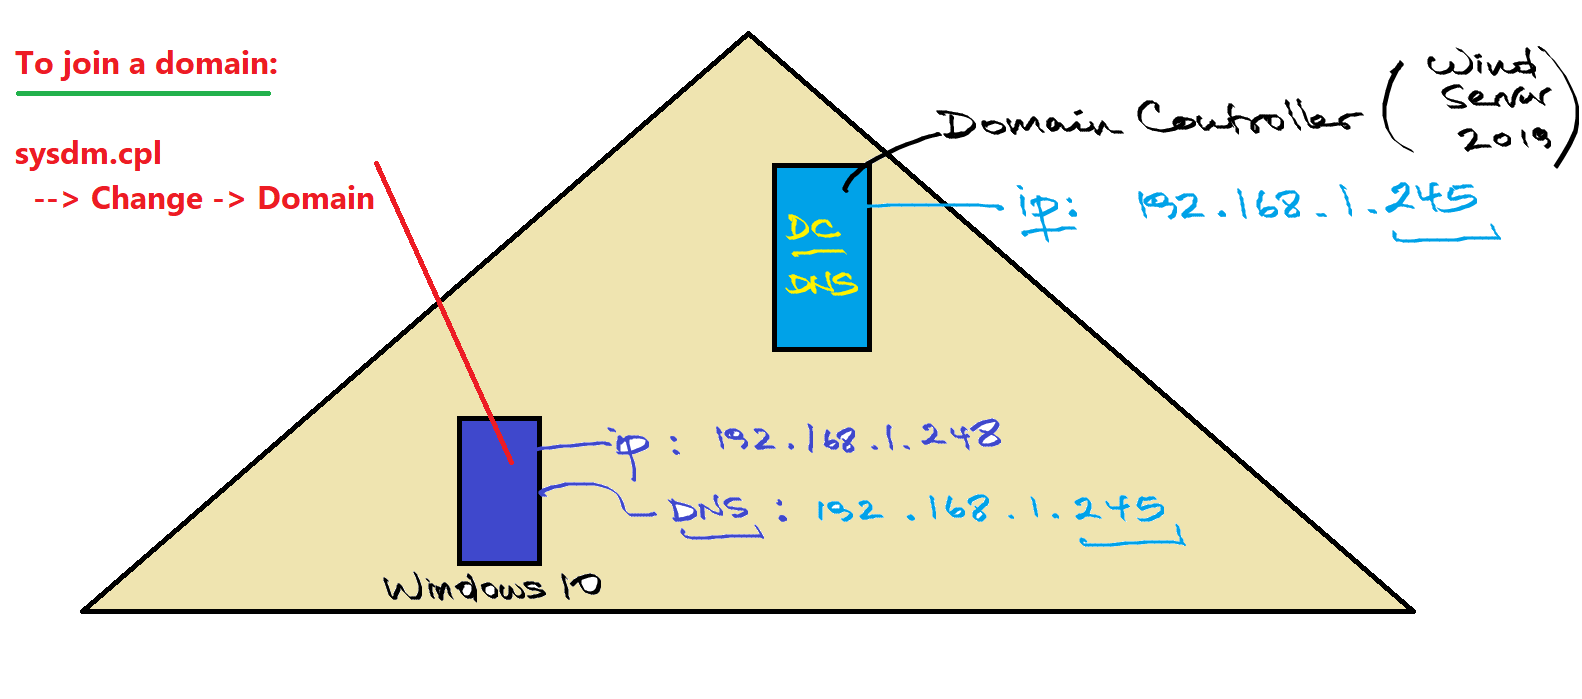 To join a domain:
sysdm.cpl
--> Change -> Domain
Domain Controller (Wind
Server
2019)
ip: 192.168.1.245
DC
DNS
ip: 192.168.1.248
DNS: 192.168.1.245
Windows 10